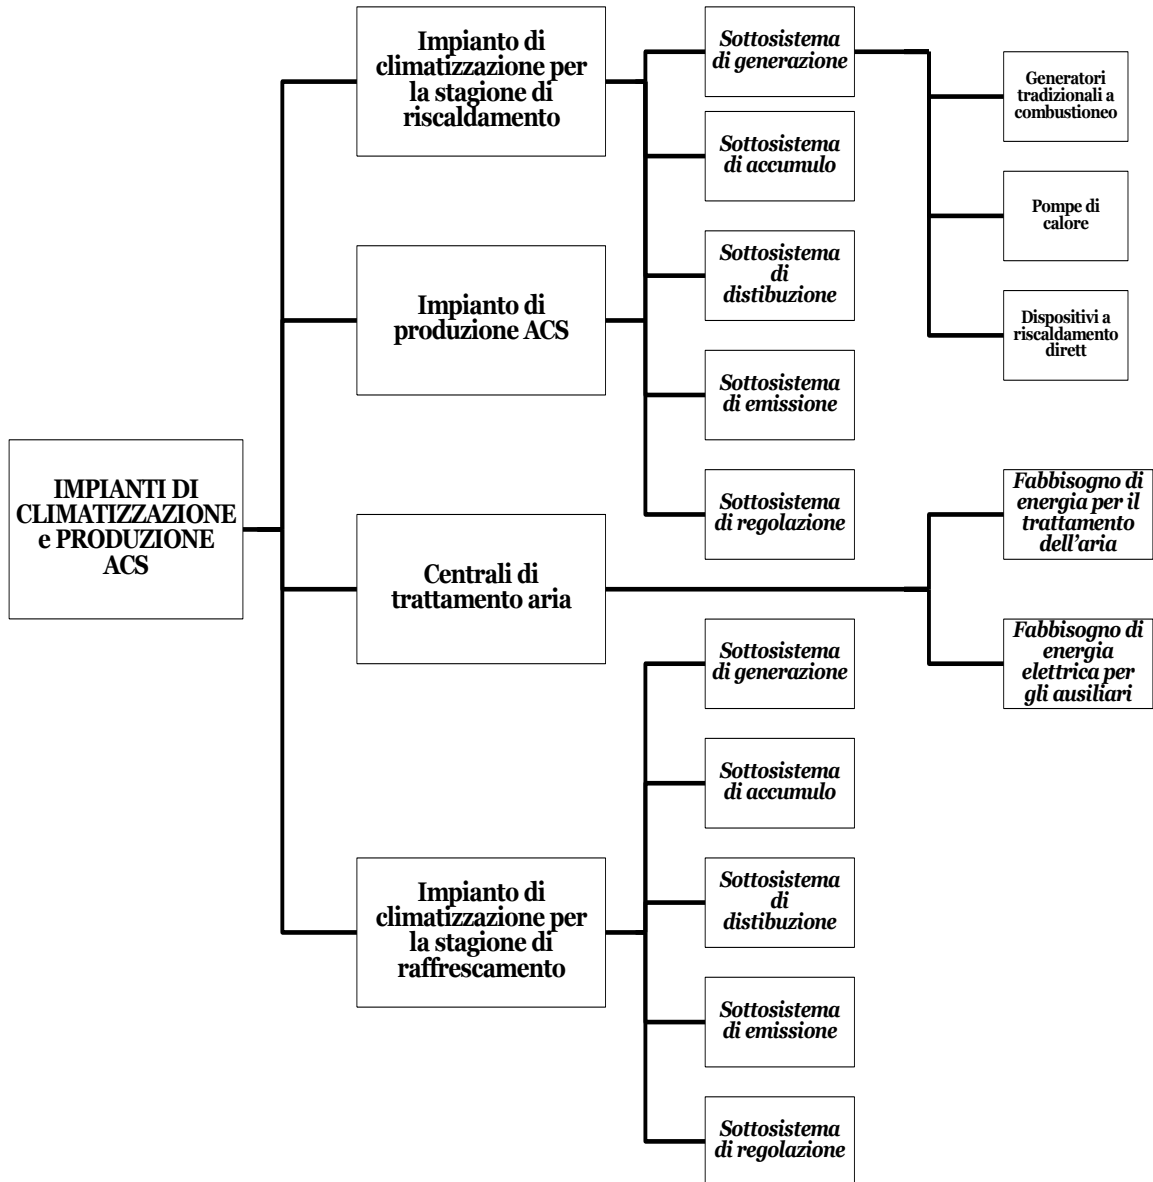 IMPIANTI DI
CLIMATIZZAZIONE
e PRODUZIONE
ACS
Impianto di
climatizzazione per
la stagione di
riscaldamento
Impianto di
produzione ACS
Centrali di
trattamento aria
Impianto di
climatizzazione per
la stagione di
raffrescamento
Sottosistema
di generazione
Sottosistema
di accumulo
Sottosistema
di
distibuzione
Sottosistema
di emissione
Sottosistema
di regolazione
Sottosistema
di generazione
Sottosistema
di accumulo
Sottosistema
di
distibuzione
Sottosistema
di emissione
Sottosistema
di regolazione
Generatori
tradizionali a
combustioneo
Pompe di
calore
Dispositivi a
riscaldamento
dirett
Fabbisogno di
energia per il
trattamento
dell'aria
Fabbisogno di
energia
elettrica per
gli ausiliari